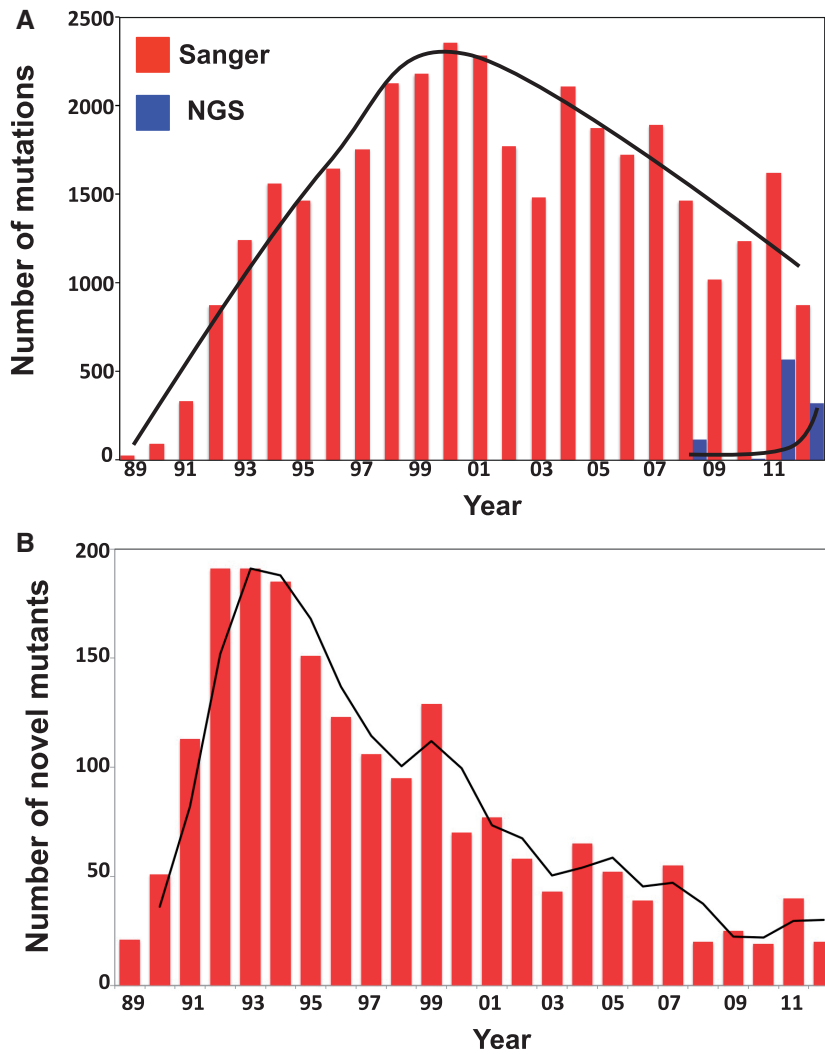 A
Number of mutations
2500
2000
1500
1000
500
0
Sanger
NGS
89 91 93 95 97 99 01 03 05 07 09 11
Year
B
Number of novel mutants
200
150
100
50
0
89 91 93 95 97 99 01 03 05 07 09 11
Year